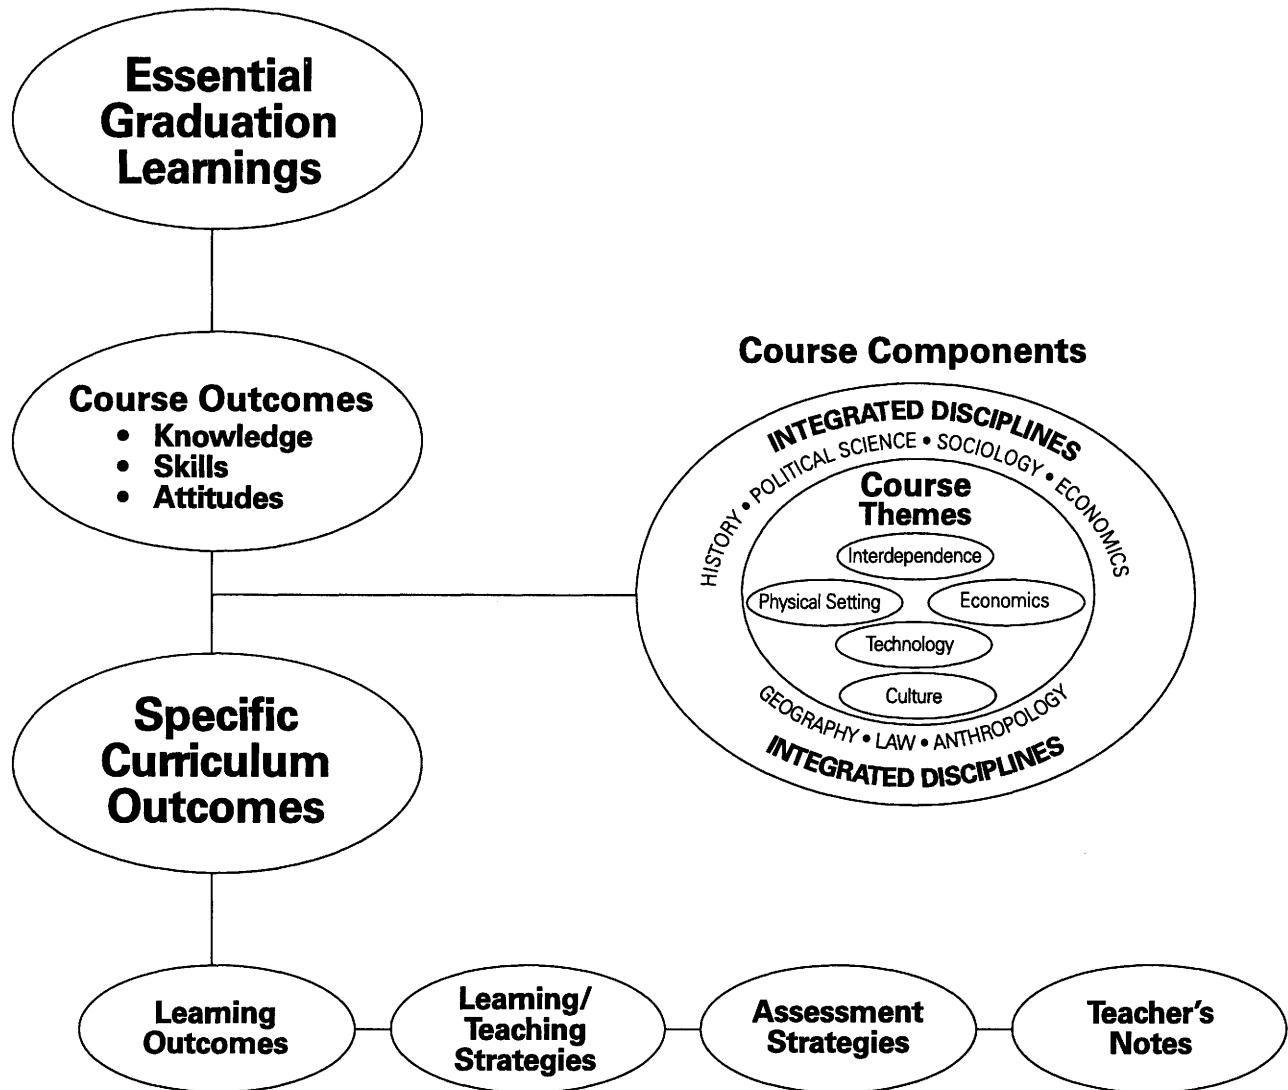 Essential
Graduation
Learnings
Course Outcomes
• Knowledge
• Skills
• Attitudes
Course Components
INTEGRATED DISCIPLINES
HISTORY • POLITICAL SCIENCE • SOCIOLOGY • ECONOMICS
Course
Themes
Interdependence
Physical Setting
Economics
Technology
Culture
GEOGRAPHY • LAW • ANTHROPOLOGY
INTEGRATED DISCIPLINES
Specific
Curriculum
Outcomes
Learning
Outcomes
Learning/
Teaching
Strategies
Assessment
Strategies
Teacher's
Notes